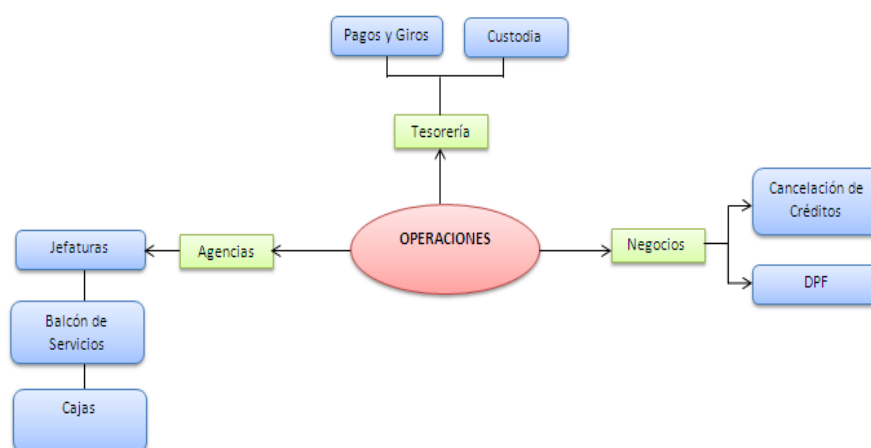 Pagos y Giros
Custodia
Tesorería
Cancelación de
Créditos
OPERACIONES
Negocios
Jefaturas
Agencias
DPF
Balcón de
Servicios
Cajas